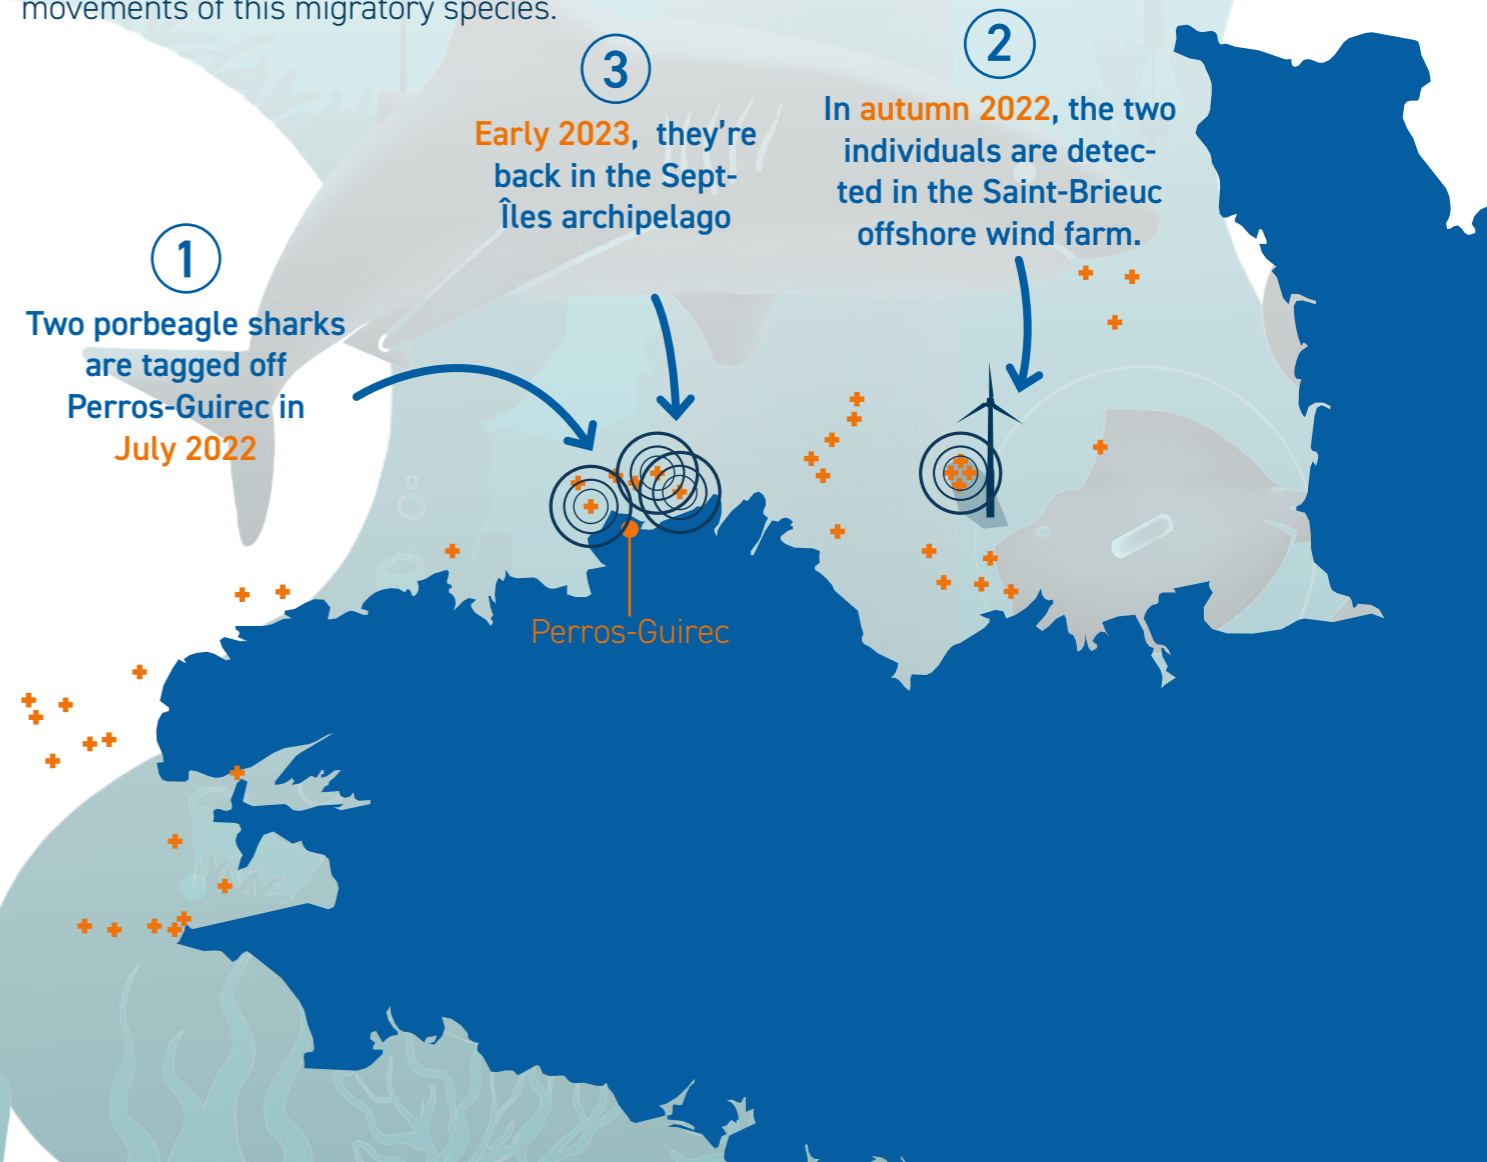 movements of this migratory species.
1
Two porbeagle sharks
are tagged off
Perros-Guirec in
July 2022
3
Early 2023, they're
back in the Sept-
Îles archipelago
2
In autumn 2022, the two
individuals are detec-
ted in the Saint-Brieuc
offshore wind farm.
Perros-Guirec